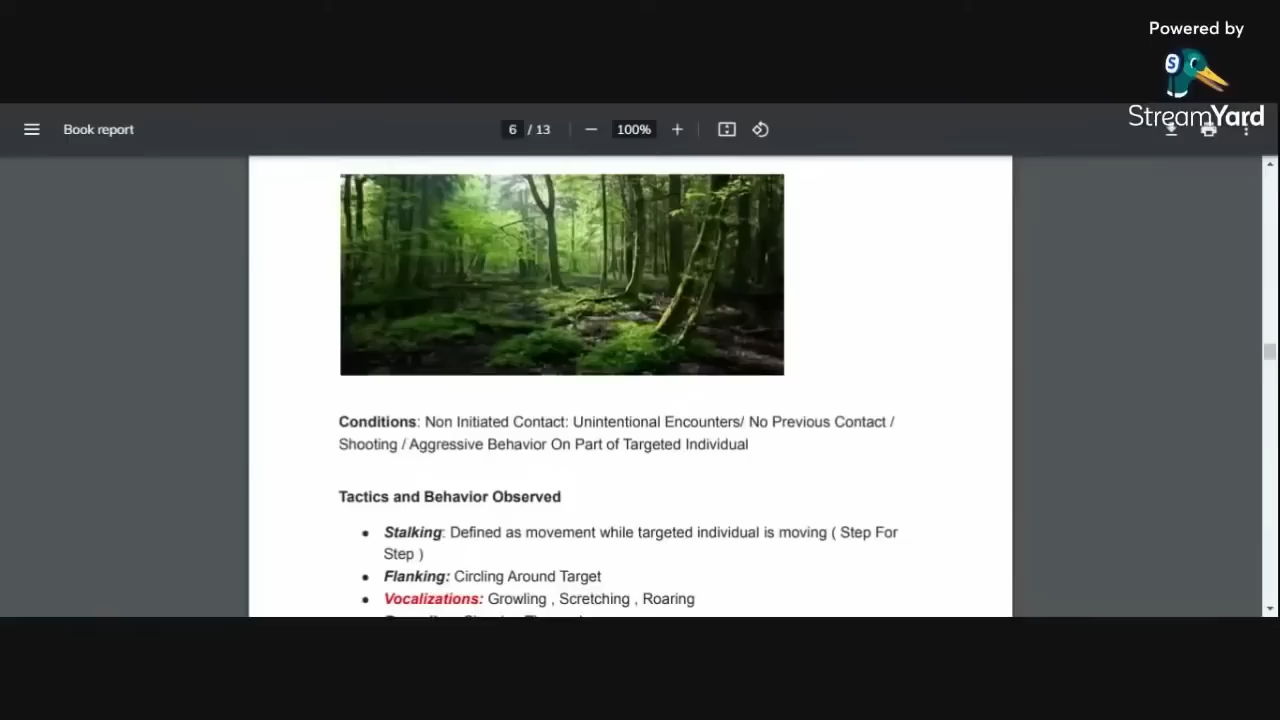 Powered by
StreamYard
Book report
6 / 13
100%
Conditions: Non Initiated Contact: Unintentional Encounters/ No Previous Contact /
Shooting / Aggressive Behavior On Part of Targeted Individual
Tactics and Behavior Observed
Stalking: Defined as movement while targeted individual is moving ( Step For
Step )
Flanking: Circling Around Target
Vocalizations: Growling , Scretching , Roaring